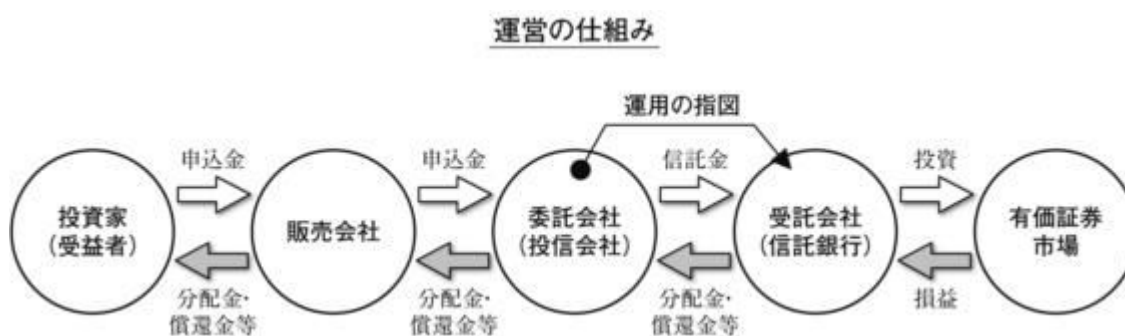 運営の仕組み
運用の指図
申込金
申込金
信託金
投資
投資家
(受益者)
販売会社
委託会社
(投信会社)
受託会社
(信託銀行)
有価証券
市場
分配金・
償還金等
分配金・
償還金等
分配金・
償還金等
損益